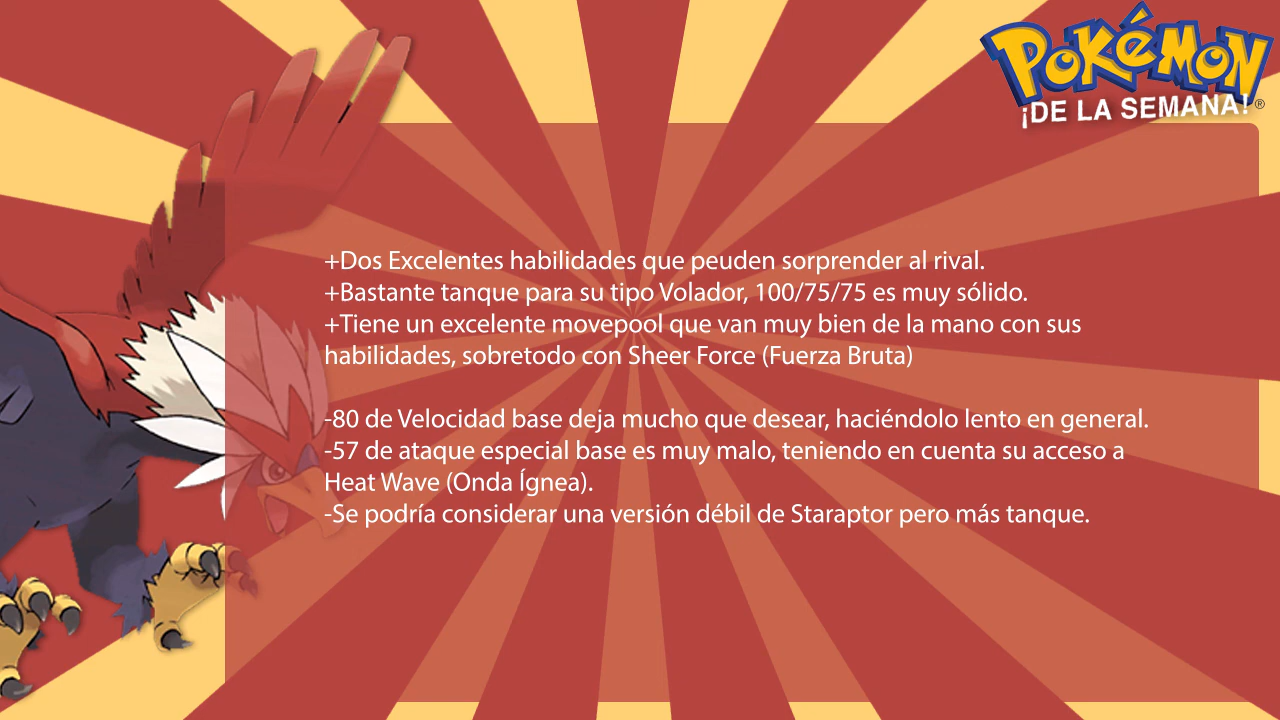 POKéMON
¡DE LA SEMANA! ®
+Dos Excelentes habilidades que peuden sorprender al rival.
+Bastante tanque para su tipo Volador, 100/75/75 es muy sólido.
+Tiene un excelente movepool que van muy bien de la mano con sus
habilidades, sobretodo con Sheer Force (Fuerza Bruta)
-80 de Velocidad base deja mucho que desear, haciéndolo lento en general.
-57 de ataque especial base es muy malo, teniendo en cuenta su acceso a
Heat Wave (Onda Ígnea).
-Se podría considerar una versión débil de Staraptor pero más tanque.